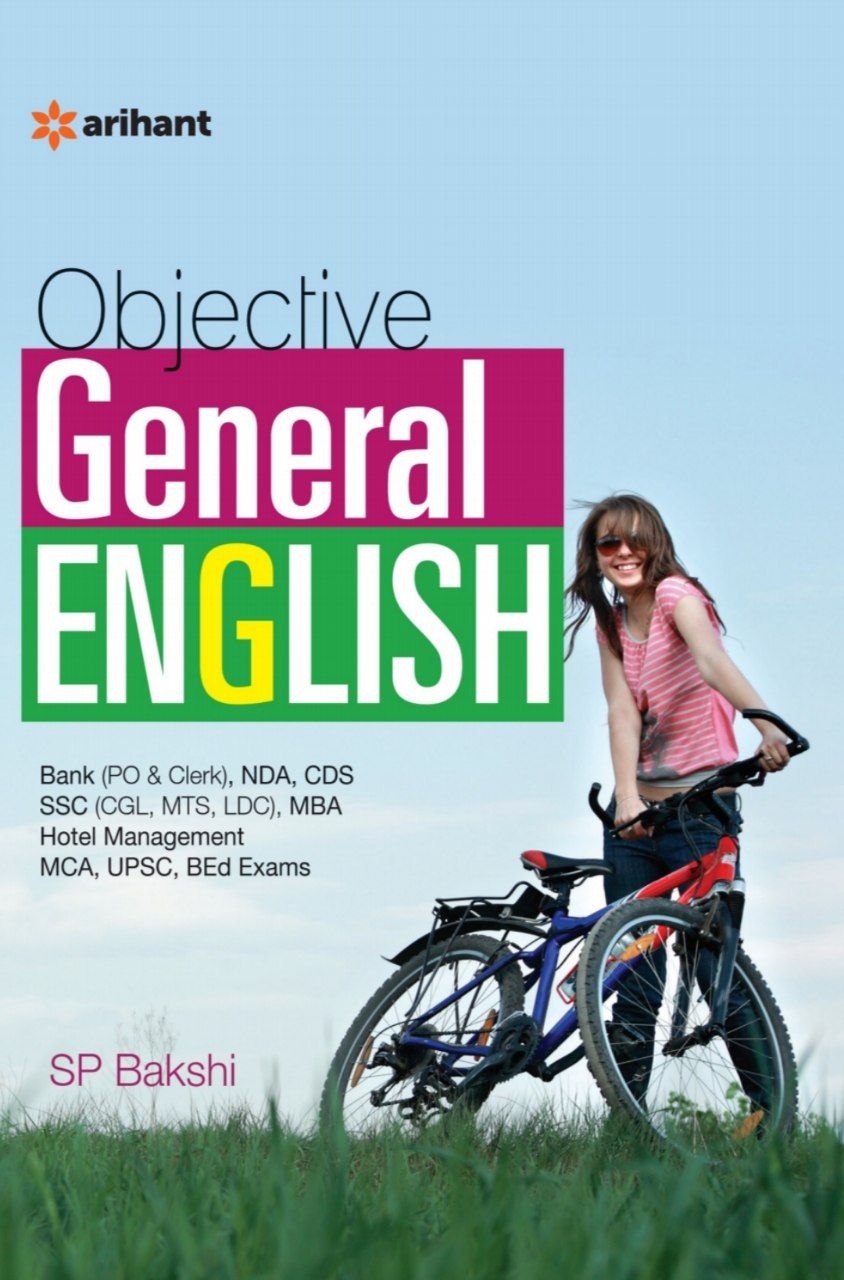 arihant
Objective
General
ENGLISH
Bank (PO & Clerk), NDA, CDS
SSC (CGL, MTS, LDC), MBA
Hotel Management
MCA, UPSC, BEd Exams
SP Bakshi